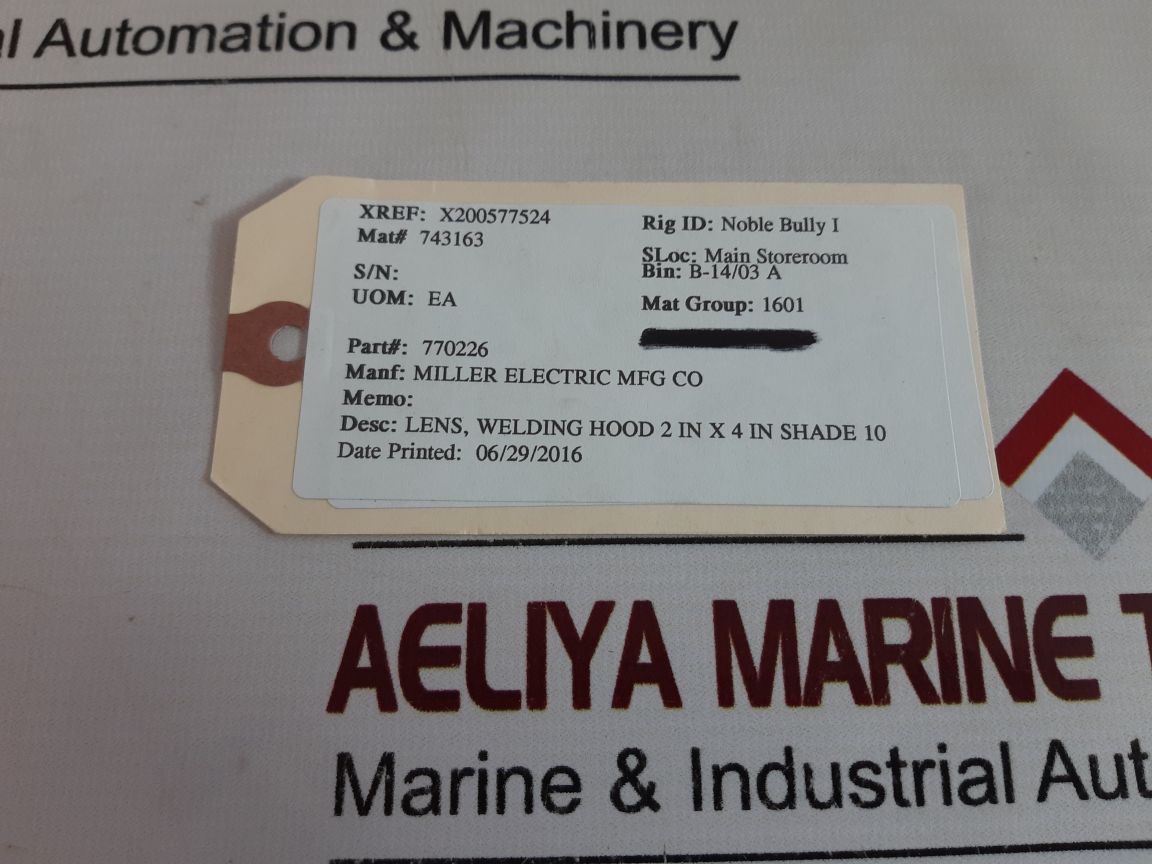 al Automation & Machinery
XREF: X200577524
Mat# 743163
S/N:
UOM: EA
Rig ID: Noble Bully I
SLoc: Main Storeroom
Bin: B-14/03 A
Mat Group: 1601
Part#: 770226
Manf: MILLER ELECTRIC MFG CO
Memo:
Desc: LENS, WELDING HOOD 2 IN X 4 IN SHADE 10
Date Printed: 06/29/2016
AELIYA MARINE T
Marine & Industrial Aut